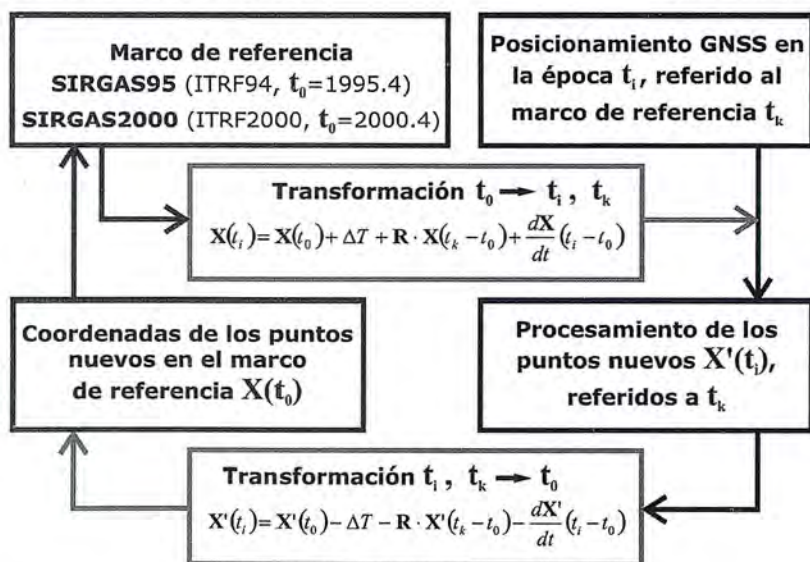 Marco de referencia
SIRGAS95 (ITRF94, t₀=1995.4)
SIRGAS2000 (ITRF2000, t₀=2000.4)
Posicionamiento GNSS en
la época tᵢ, referido al
marco de referencia tₖ
Transformación t₀ → tᵢ , tₖ
X(tᵢ)= X(t₀)+ ΔT + R · X(tₖ − t₀)+ dX/dt (tᵢ − t₀)
Coordenadas de los puntos
nuevos en el marco
de referencia X(t₀)
Procesamiento de los
puntos nuevos X'(tᵢ),
referidos a tₖ
Transformación tᵢ , tₖ → t₀
X'(tᵢ)= X'(t₀)− ΔT − R · X'(tₖ − t₀)− dX'/dt (tᵢ − t₀)